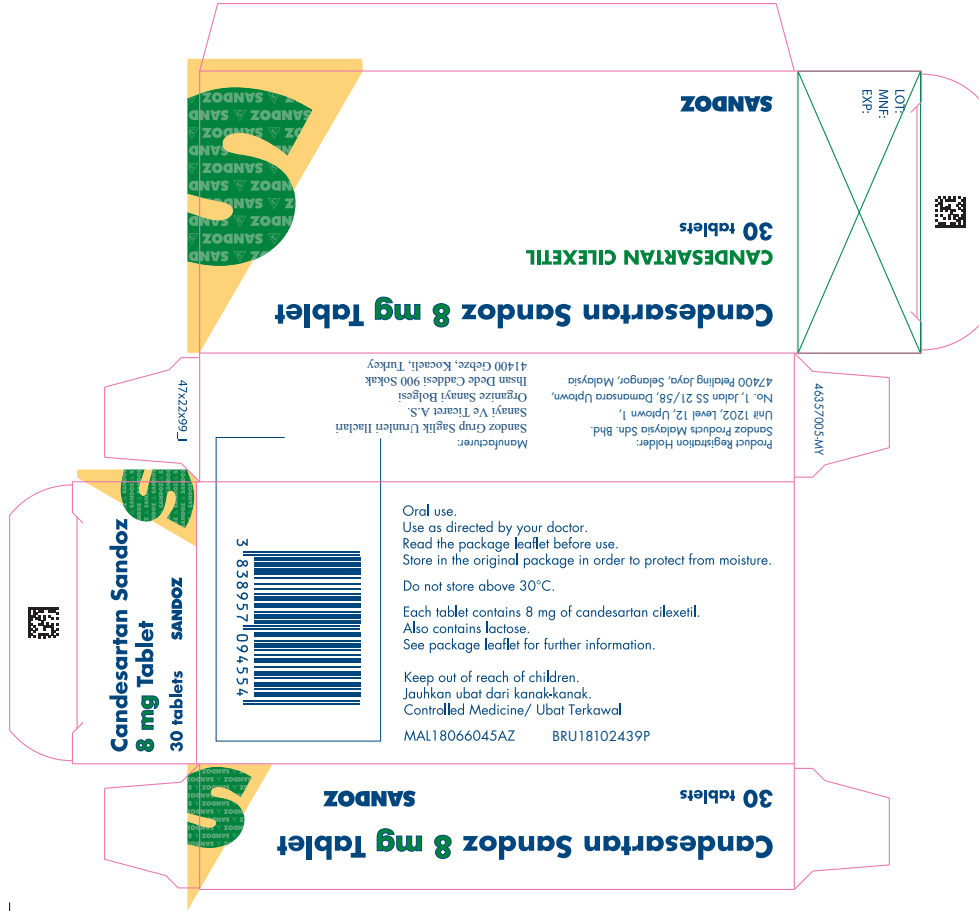 SANDOZ
30 tablets
CANDESARTAN CILEXETIL
Candesartan Sandoz 8 mg Tablet
LOT:
MNF:
EXP:
47x22x99_I
Manufacturer:
Sandoz Grup Saglik Urunleri Ilaclari
Sanayi Ve Ticaret A.S.
Organize Sanayi Bolgesi
Ihsan Dede Caddesi 900 Sokak
41400 Gebze, Kocaeli, Turkey
Product Registration Holder:
Sandoz Products Malaysia Sdn. Bhd.
Unit 1202, Level 12, Uptown 1,
No. 1, Jalan SS 21/58, Damansara Uptown,
47400 Petaling Jaya, Selangor, Malaysia
46357005-MY
Candesartan Sandoz
8 mg Tablet
30 tablets SANDOZ
3 838957 094554
Oral use.
Use as directed by your doctor.
Read the package leaflet before use.
Store in the original package in order to protect from moisture.
Do not store above 30°C.
Each tablet contains 8 mg of candesartan cilexetil.
Also contains lactose.
See package leaflet for further information.
Keep out of reach of children.
Jauhkan ubat dari kanak-kanak.
Controlled Medicine/ Ubat Terkawal
MAL18066045AZ BRU18102439P
Candesartan Sandoz 8 mg Tablet
30 tablets SANDOZ